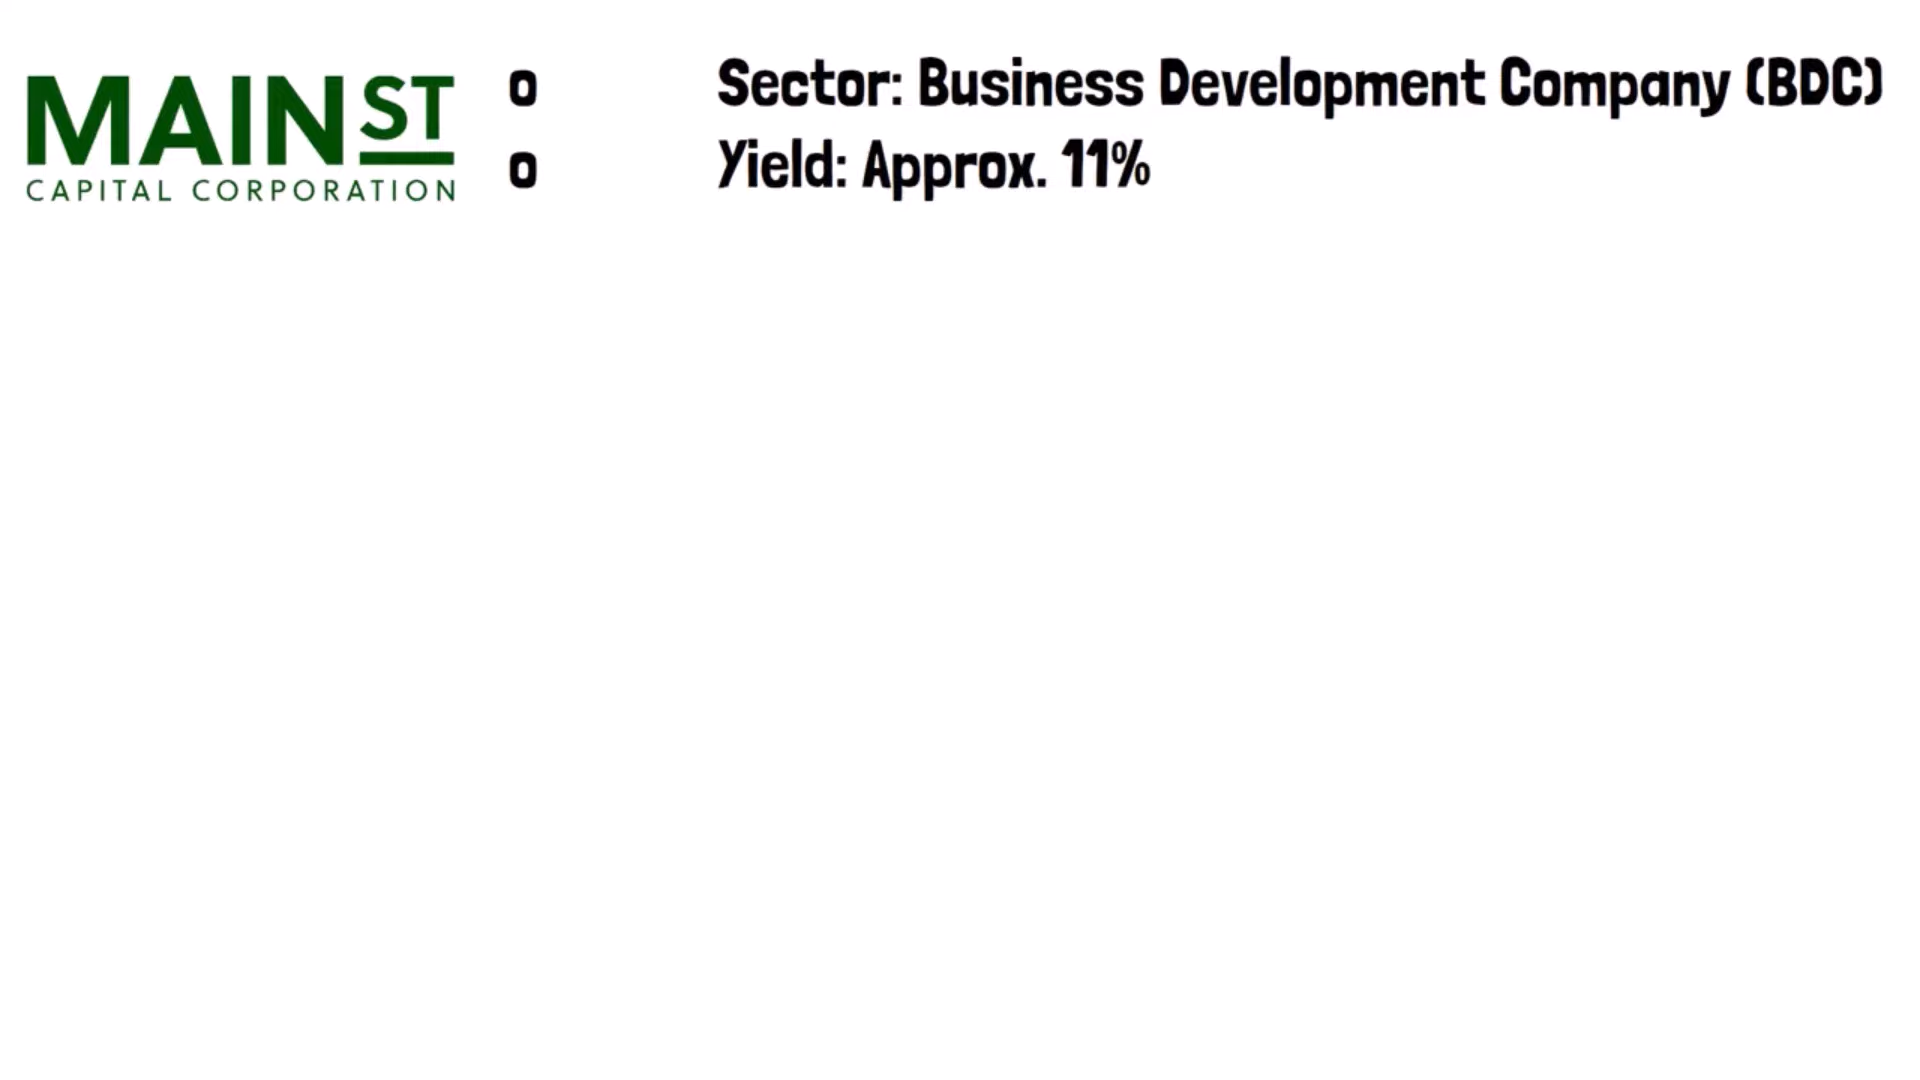 MAIN ST
CAPITAL CORPORATION
o Sector: Business Development Company (BDC)
o Yield: Approx. 11%